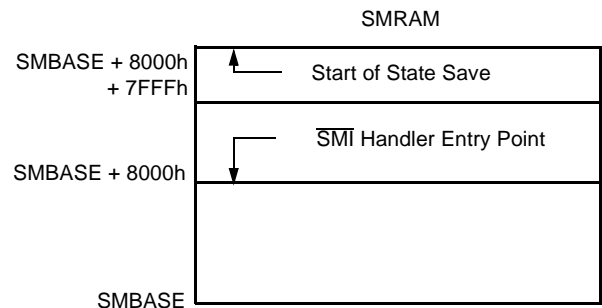 SMRAM
SMBASE + 8000h
+ 7FFFh
Start of State Save
SMI Handler Entry Point
SMBASE + 8000h
SMBASE